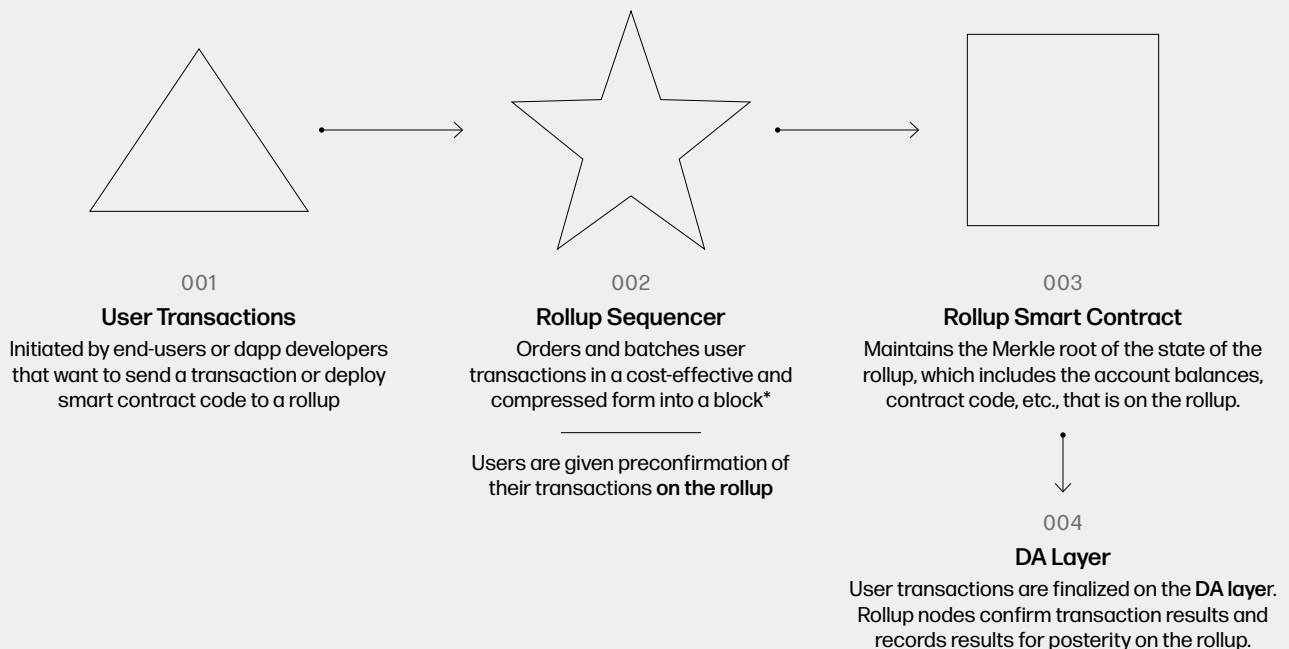 001
User Transactions
Initiated by end-users or dapp developers
that want to send a transaction or deploy
smart contract code to a rollup
002
Rollup Sequencer
Orders and batches user
transactions in a cost-effective and
compressed form into a block*
Users are given preconfirmation of
their transactions on the rollup
003
Rollup Smart Contract
Maintains the Merkle root of the state of the
rollup, which includes the account balances,
contract code, etc., that is on the rollup.
004
DA Layer
User transactions are finalized on the DA layer.
Rollup nodes confirm transaction results and
records results for posterity on the rollup.